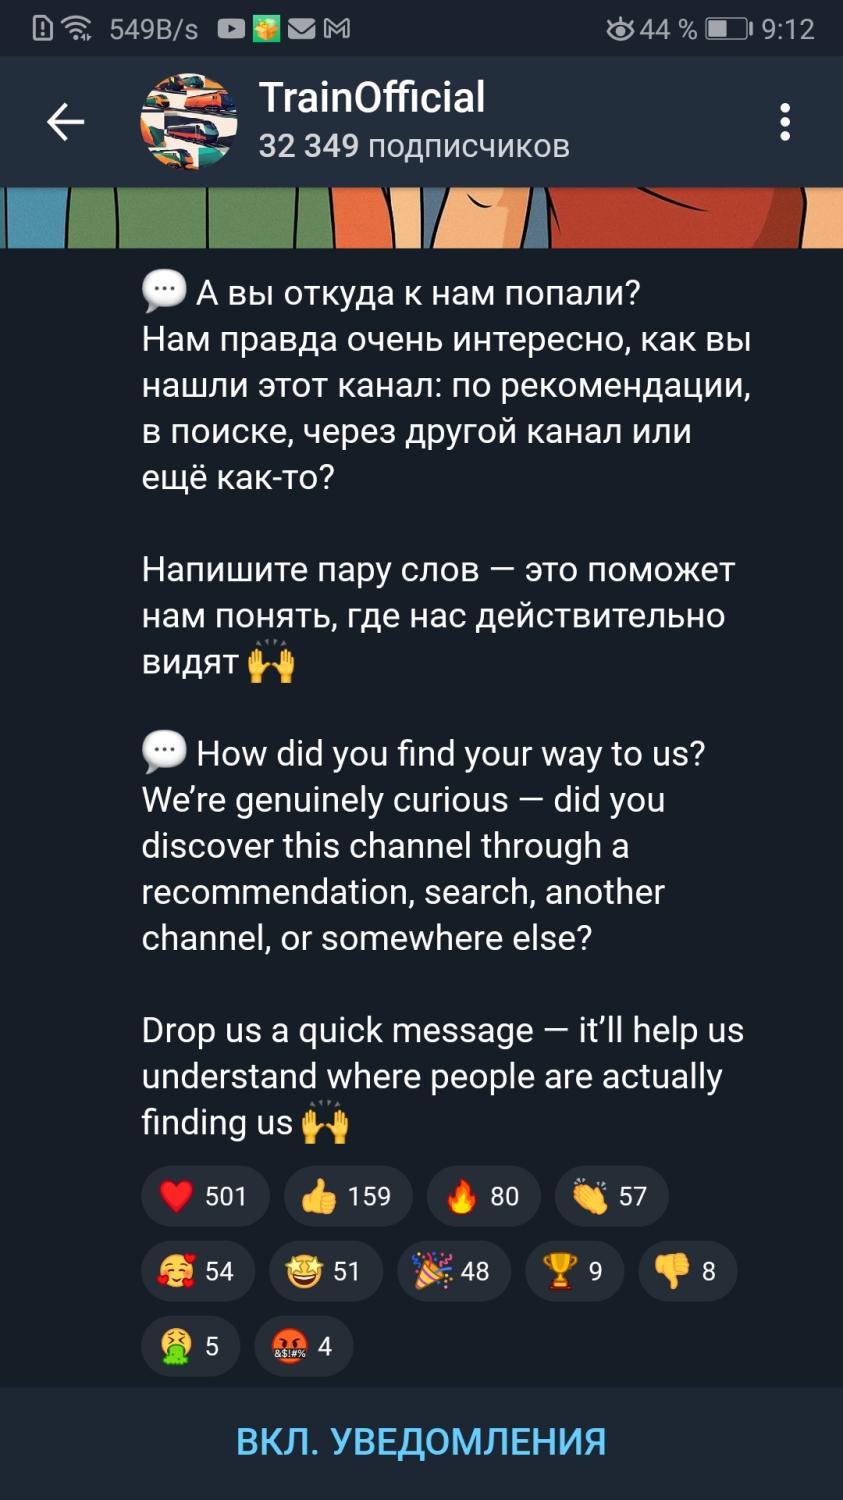 549B/s 44 % 9:12
TrainOfficial
32 349 подписчиков
💬 А вы откуда к нам попали?
Нам правда очень интересно, как вы
нашли этот канал: по рекомендации,
в поиске, через другой канал или
ещё как-то?
Напишите пару слов — это поможет
нам понять, где нас действительно
видят 🙌
💬 How did you find your way to us?
We’re genuinely curious — did you
discover this channel through a
recommendation, search, another
channel, or somewhere else?
Drop us a quick message — it’ll help us
understand where people are actually
finding us 🙌
❤️ 501 👍 159 🔥 80 👏 57
🥰 54 🤩 51 🎉 48 🏆 9 👎 8
🤮 5 🤬 4
ВКЛ. УВЕДОМЛЕНИЯ